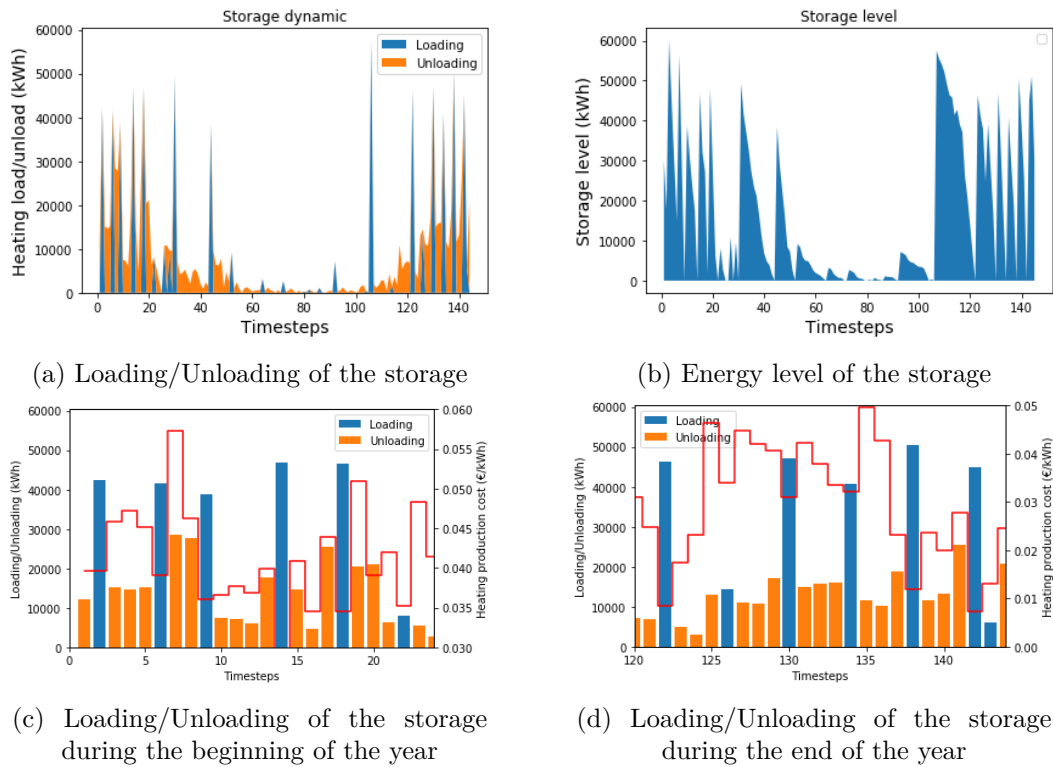 Storage dynamic
60000
50000
40000
30000
20000
10000
0
Heating load/unload (kWh)
Loading
Unloading
0 20 40 60 80 100 120 140
Timesteps
(a) Loading/Unloading of the storage
Storage level
60000
50000
40000
30000
20000
10000
0
Storage level (kWh)
0 20 40 60 80 100 120 140
Timesteps
(b) Energy level of the storage
60000
50000
40000
30000
20000
10000
0
Loading/Unloading (kWh)
Loading
Unloading
0.060
0.055
0.050
0.045
0.040
0.035
0.030
Heating production cost (€/kWh)
0 5 10 15 20
Timesteps
(c) Loading/Unloading of the storage
during the beginning of the year
60000
50000
40000
30000
20000
10000
0
Loading/Unloading (kWh)
Loading
Unloading
0.05
0.04
0.03
0.02
0.01
0.00
Heating production cost (€/kWh)
120 125 130 135 140
Timesteps
(d) Loading/Unloading of the storage
during the end of the year